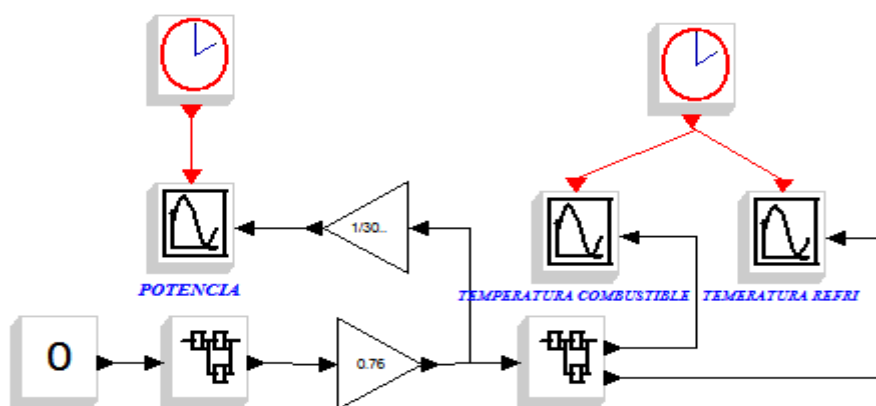 1/30..
POTENCIA
TEMPERATURA COMBUSTIBLE
TEMERATURA REFRI
0
0.76